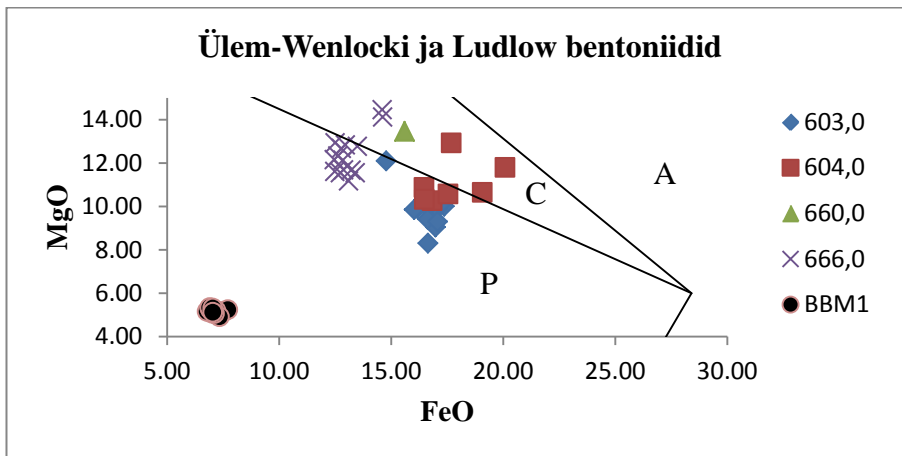 Ülem-Wenlocki ja Ludlow bentoniidid
MgO
14.00
12.00
10.00
8.00
6.00
4.00
5.00 10.00 15.00 20.00 25.00 30.00
FeO
A
C
P
603,0
604,0
660,0
666,0
BBM1